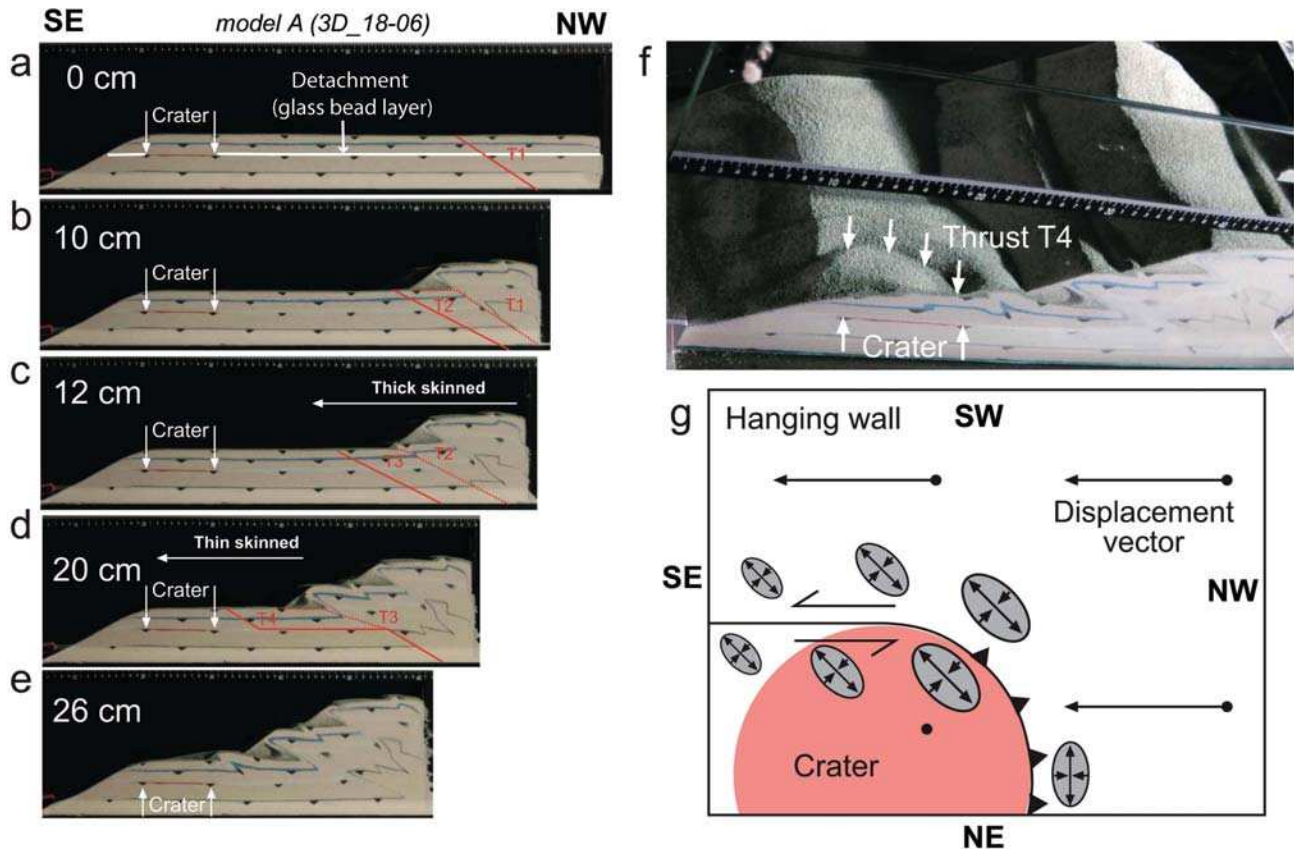 SE
model A (3D_18-06)
NW
a
0 cm
Detachment
(glass bead layer)
Crater
T1
b
10 cm
Crater
T2
T1
c
12 cm
Thick skinned
Crater
T3
T2
d
20 cm
Thin skinned
Crater
T4
T3
e
26 cm
Crater
f
Thrust T4
Crater
g
Hanging wall
SW
Displacement
vector
SE
NW
Crater
NE